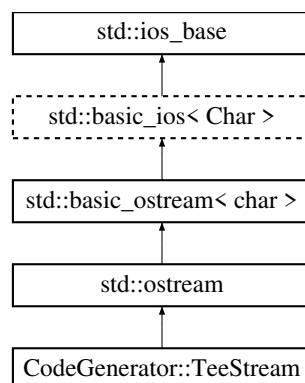 std::ios_base
std::basic_ios< Char >
std::basic_ostream< char >
std::ostream
CodeGenerator::TeeStream